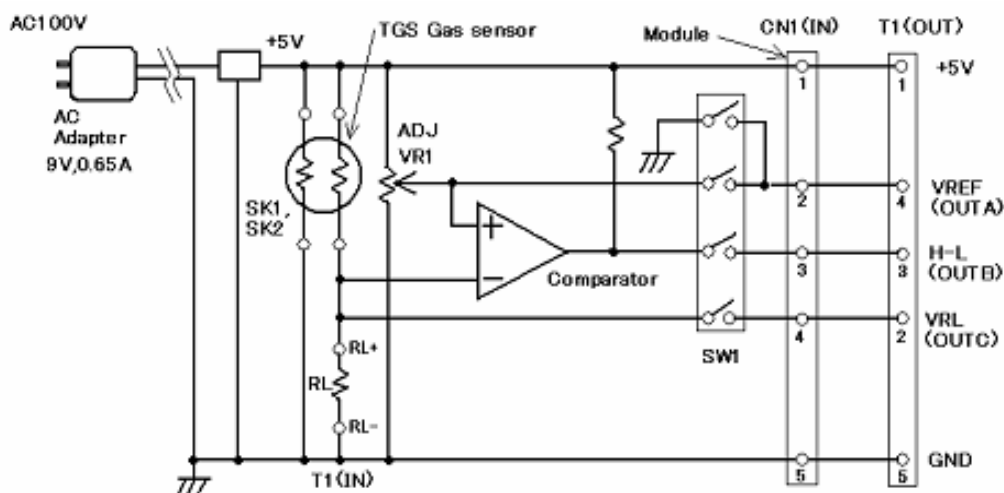 AC100V
TGS Gas sensor
CN1(IN)
T1(OUT)
+5V
Module
1
1
+5V
AC
Adapter
9V,0.65A
ADJ
VR1
SK1,
SK2
+
−
Comparator
2
4
VREF
(OUTA)
3
3
H-L
(OUTB)
4
2
VRL
(OUTC)
SW1
RL+
RL
RL-
T1(IN)
5
5
GND